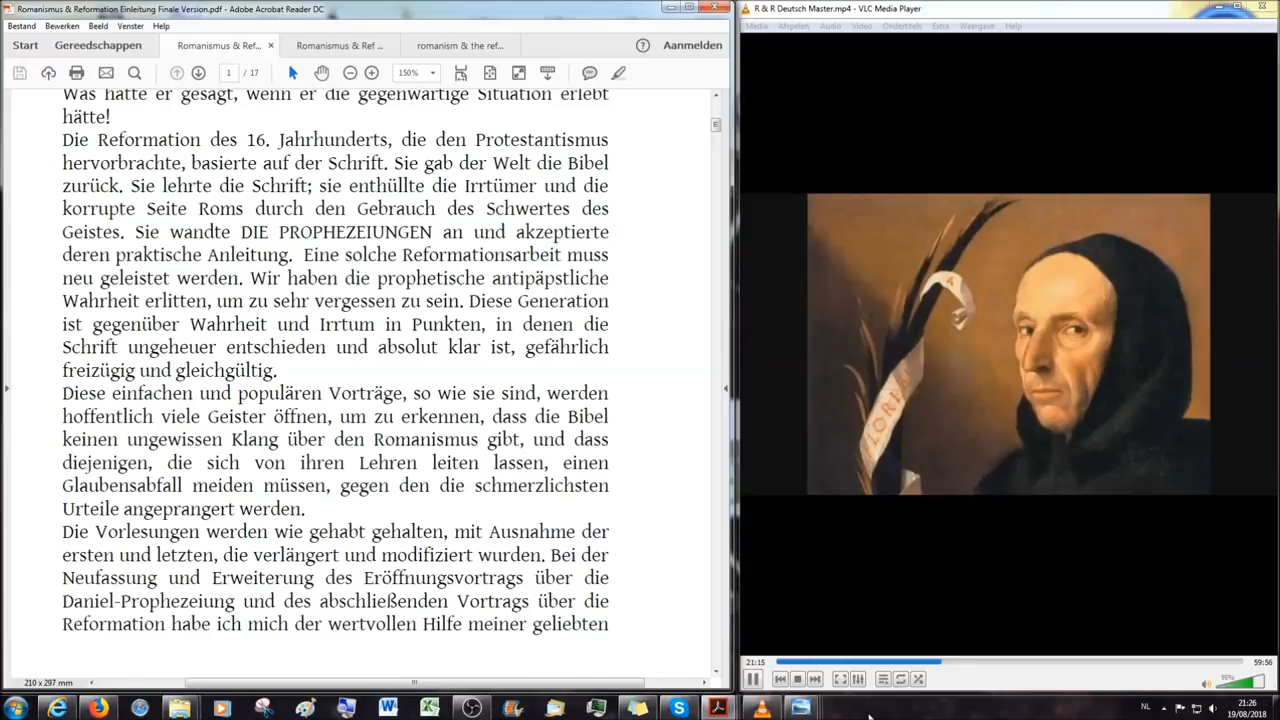 Romanismus & Reformation Einleitung Finale Version.pdf - Adobe Acrobat Reader DC
Bestand Bewerken Beeld Venster Help
Start Gereedschappen Romanismus & Ref... × Romanismus & Ref ... romanism & the ref... Aanmelden
1 / 17 150%
Was hätte er gesagt, wenn er die gegenwärtige Situation erlebt
hätte!
Die Reformation des 16. Jahrhunderts, die den Protestantismus
hervorbrachte, basierte auf der Schrift. Sie gab der Welt die Bibel
zurück. Sie lehrte die Schrift; sie enthüllte die Irrtümer und die
korrupte Seite Roms durch den Gebrauch des Schwertes des
Geistes. Sie wandte DIE PROPHEZEIUNGEN an und akzeptierte
deren praktische Anleitung. Eine solche Reformationsarbeit muss
neu geleistet werden. Wir haben die prophetische antipäpstliche
Wahrheit erlitten, um zu sehr vergessen zu sein. Diese Generation
ist gegenüber Wahrheit und Irrtum in Punkten, in denen die
Schrift ungeheuer entschieden und absolut klar ist, gefährlich
freizügig und gleichgültig.
Diese einfachen und populären Vorträge, so wie sie sind, werden
hoffentlich viele Geister öffnen, um zu erkennen, dass die Bibel
keinen ungewissen Klang über den Romanismus gibt, und dass
diejenigen, die sich von ihren Lehren leiten lassen, einen
Glaubensabfall meiden müssen, gegen den die schmerzlichsten
Urteile angeprangert werden.
Die Vorlesungen werden wie gehabt gehalten, mit Ausnahme der
ersten und letzten, die verlängert und modifiziert wurden. Bei der
Neufassung und Erweiterung des Eröffnungsvortrags über die
Daniel-Prophezeiung und des abschließenden Vortrags über die
Reformation habe ich mich der wertvollen Hilfe meiner geliebten
210 x 297 mm
R & R Deutsch Master.mp4 - VLC Media Player
Media Afspelen Audio Video Ondertitels Extra Weergave Help
21:15 59:56
95%
NL 21:26
19/08/2018